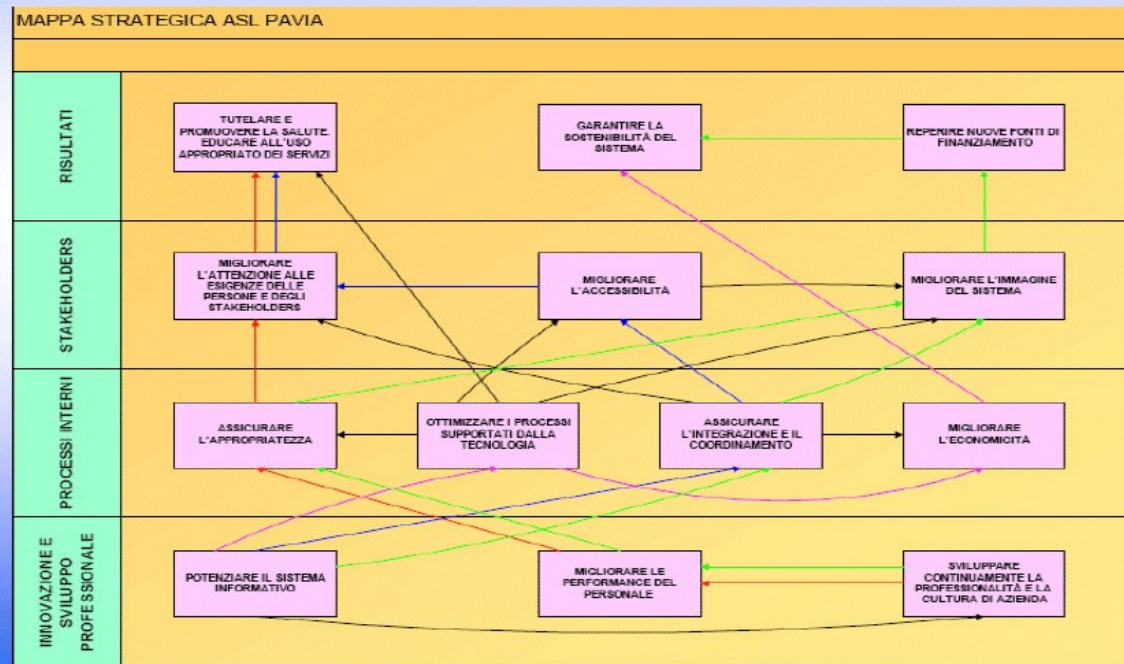 MAPPA STRATEGICA ASL PAVIA
RISULTATI
TUTELARE E
PROMUOVERE LA SALUTE.
EDUCARE ALL'USO
APPROPRIATO DEI SERVIZI
GARANTIRE LA
SOSTENIBILITÀ DEL
SISTEMA
REPERIRE NUOVE FONTI DI
FINANZIAMENTO
STAKEHOLDERS
MIGLIORARE
L'ATTENZIONE ALLE
ESIGENZE DELLE
PERSONE E DEGLI
STAKEHOLDERS
MIGLIORARE
L'ACCESSIBILITÀ
MIGLIORARE L'IMMAGINE
DEL SISTEMA
PROCESSI INTERNI
ASSICURARE
L'APPROPRIATEZZA
OTTIMIZZARE I PROCESSI
SUPPORTATI DALLA
TECNOLOGIA
ASSICURARE
L'INTEGRAZIONE E IL
COORDINAMENTO
MIGLIORARE
L'ECONOMICITÀ
INNOVAZIONE E
SVILUPPO
PROFESSIONALE
POTENZIARE IL SISTEMA
INFORMATIVO
MIGLIORARE LE
PERFORMANCE DEL
PERSONALE
SVILUPPARE
CONTINUAMENTE LA
PROFESSIONALITÀ E LA
CULTURA DI AZIENDA